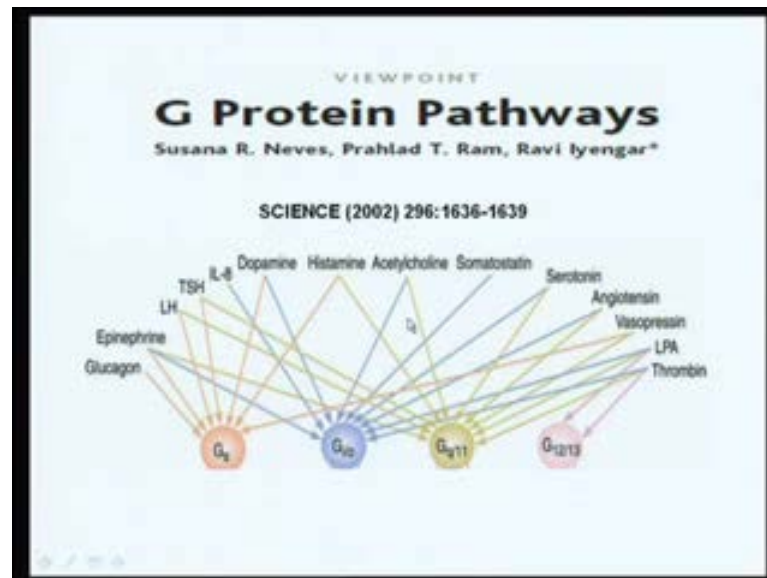 VIEWPOINT
G Protein Pathways
Susana R. Neves, Prahlad T. Ram, Ravi Iyengar*
SCIENCE (2002) 296:1636-1639
Dopamine Histamine Acetylcholine Somatostatin
IL-8
Serotonin
TSH
Angiotensin
LH
Vasopressin
Epinephrine
LPA
Glucagon
Thrombin
Gs Gi/o Gq/11 G12/13